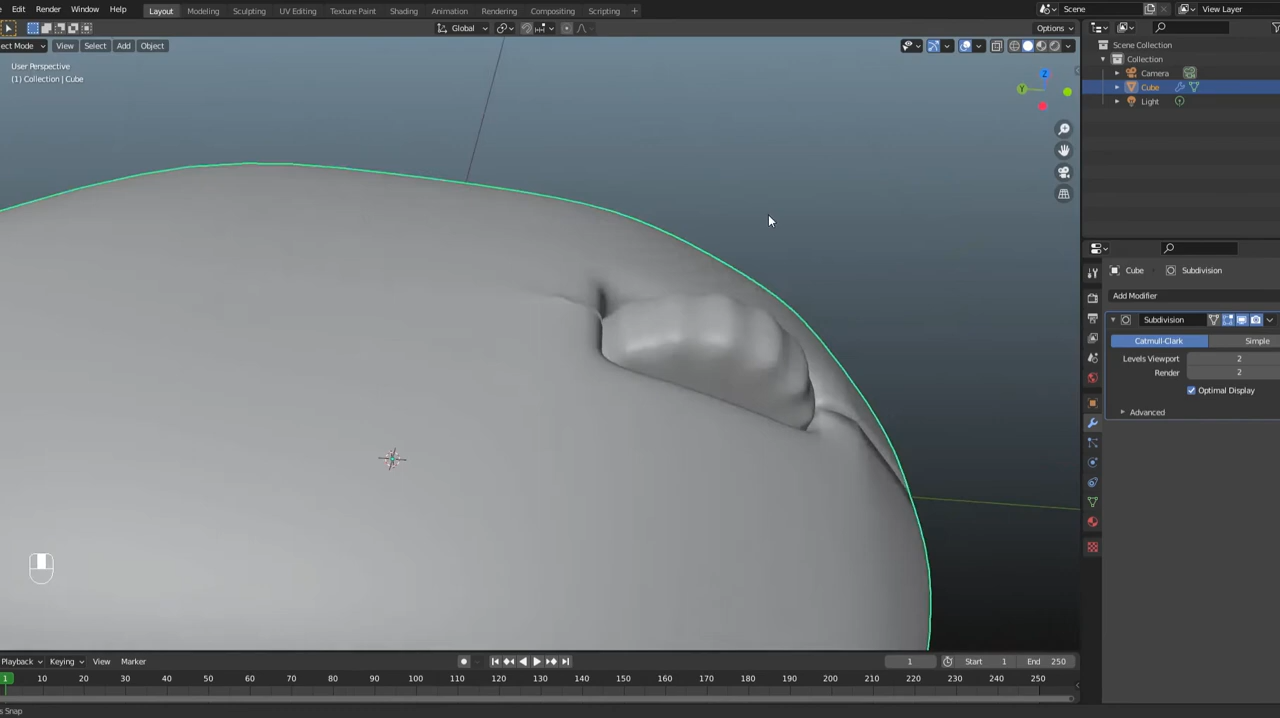 Edit Render Window Help Layout Modeling Sculpting UV Editing Texture Paint Shading Animation Rendering Compositing Scripting + Scene View Layer
Global Options
ect Mode View Select Add Object
User Perspective
(1) Collection | Cube
Z
Y
Scene Collection
Collection
Camera
Cube
Light
Cube Subdivision
Add Modifier
Subdivision
Catmull-Clark Simple
Levels Viewport 2
Render 2
Optimal Display
Advanced
Playback Keying View Marker 1 Start 1 End 250
1 10 20 30 40 50 60 70 80 90 100 110 120 130 140 150 160 170 180 190 200 210 220 230 240 250
s Snap